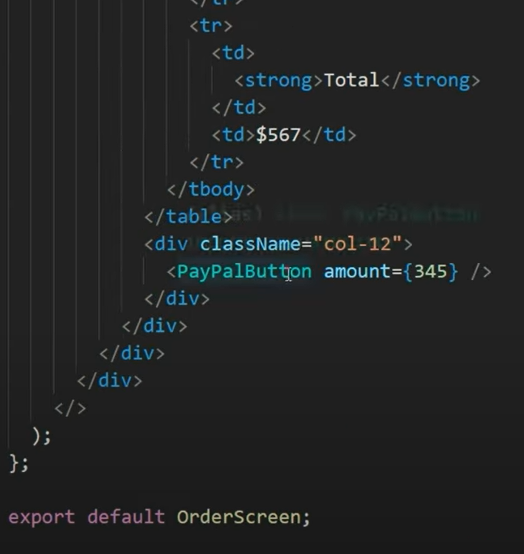 </tr>
<tr>
<td>
<strong>Total</strong>
</td>
<td>$567</td>
</tr>
</tbody>
</table>
<div className="col-12">
<PayPalButton amount={345} />
</div>
</div>
</div>
</div>
</>
);
};
export default OrderScreen;